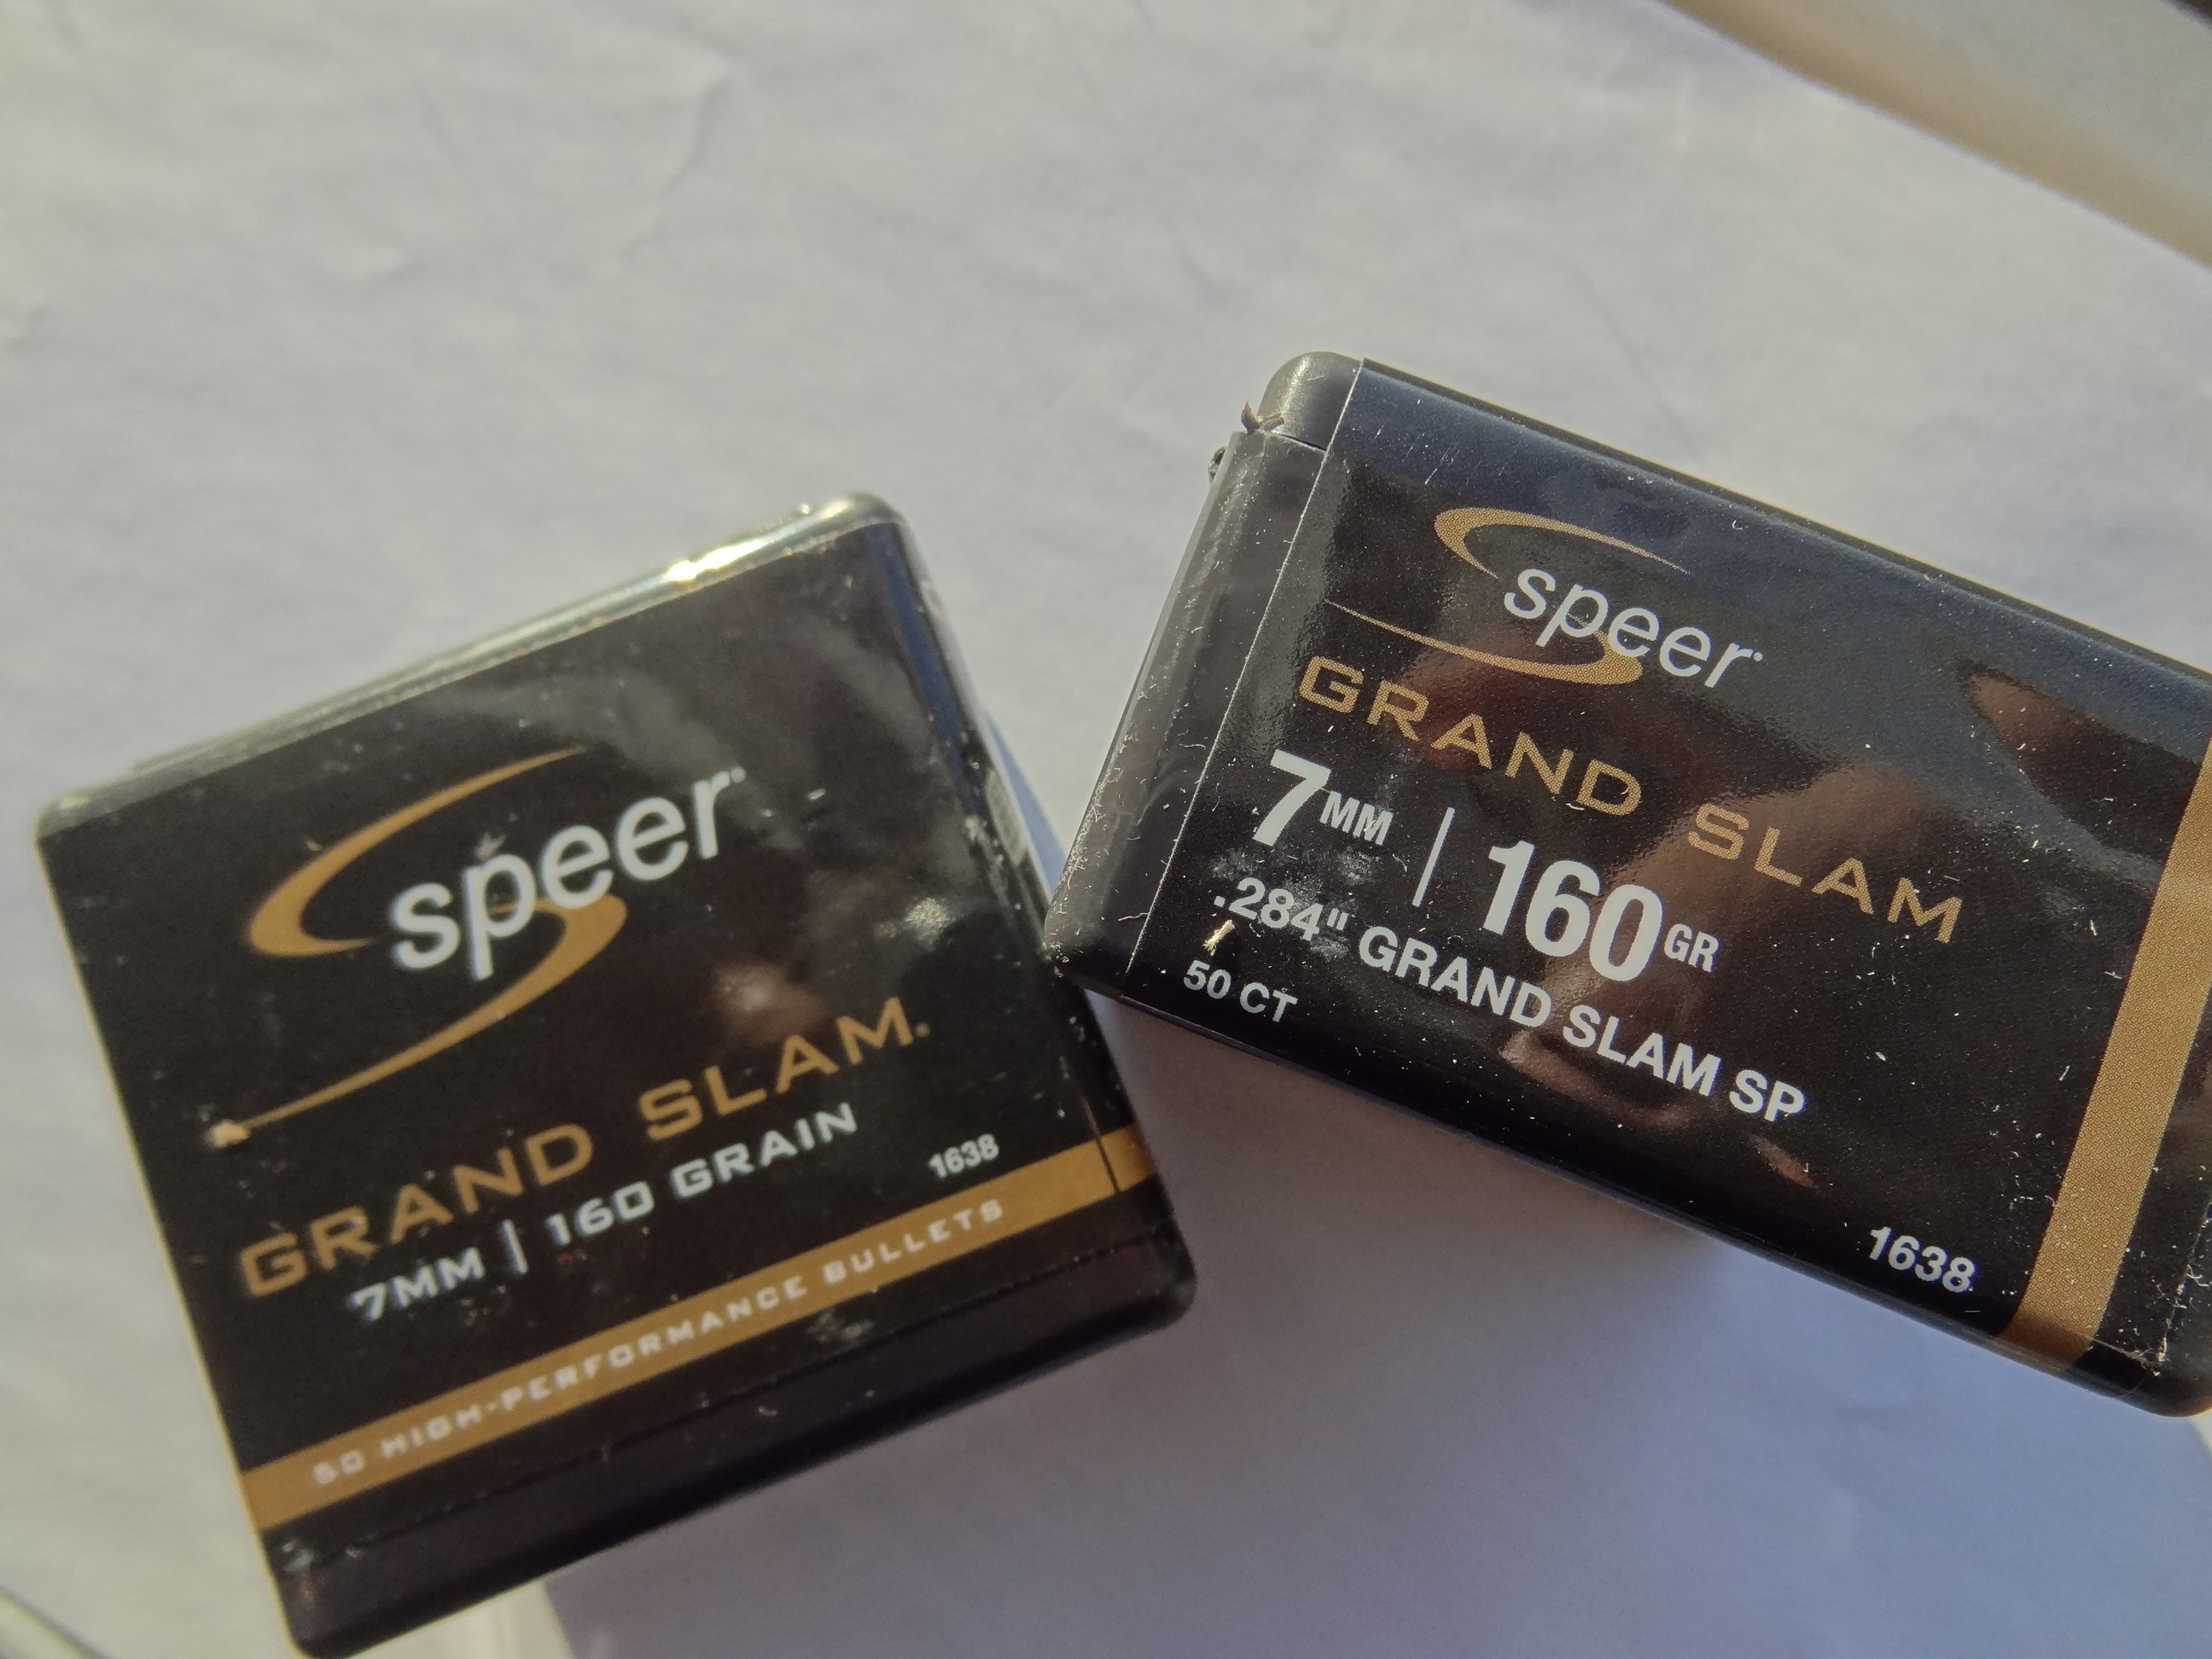 speer
GRAND SLAM.
7MM | 160 GRAIN
1638
50 HIGH-PERFORMANCE BULLETS
speer
GRAND SLAM
7MM | 160GR
.284" GRAND SLAM SP
50 CT
1638